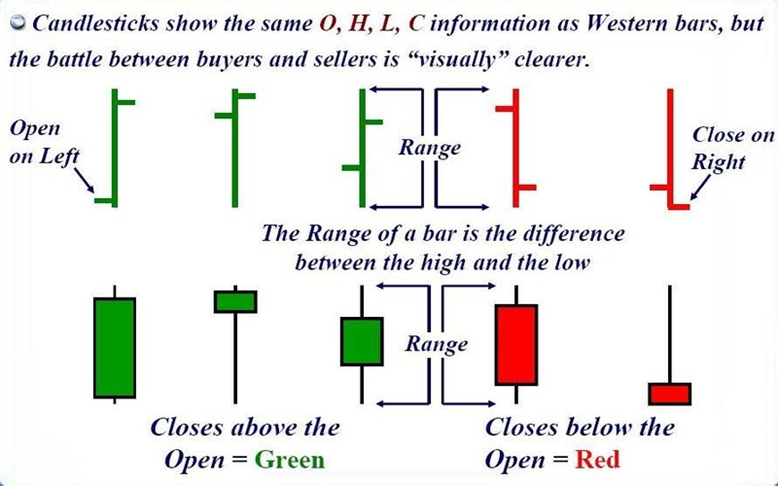 Candlesticks show the same O, H, L, C information as Western bars, but
the battle between buyers and sellers is “visually” clearer.
Open
on Left
Range
Close on
Right
The Range of a bar is the difference
between the high and the low
Range
Closes above the
Open = Green
Closes below the
Open = Red